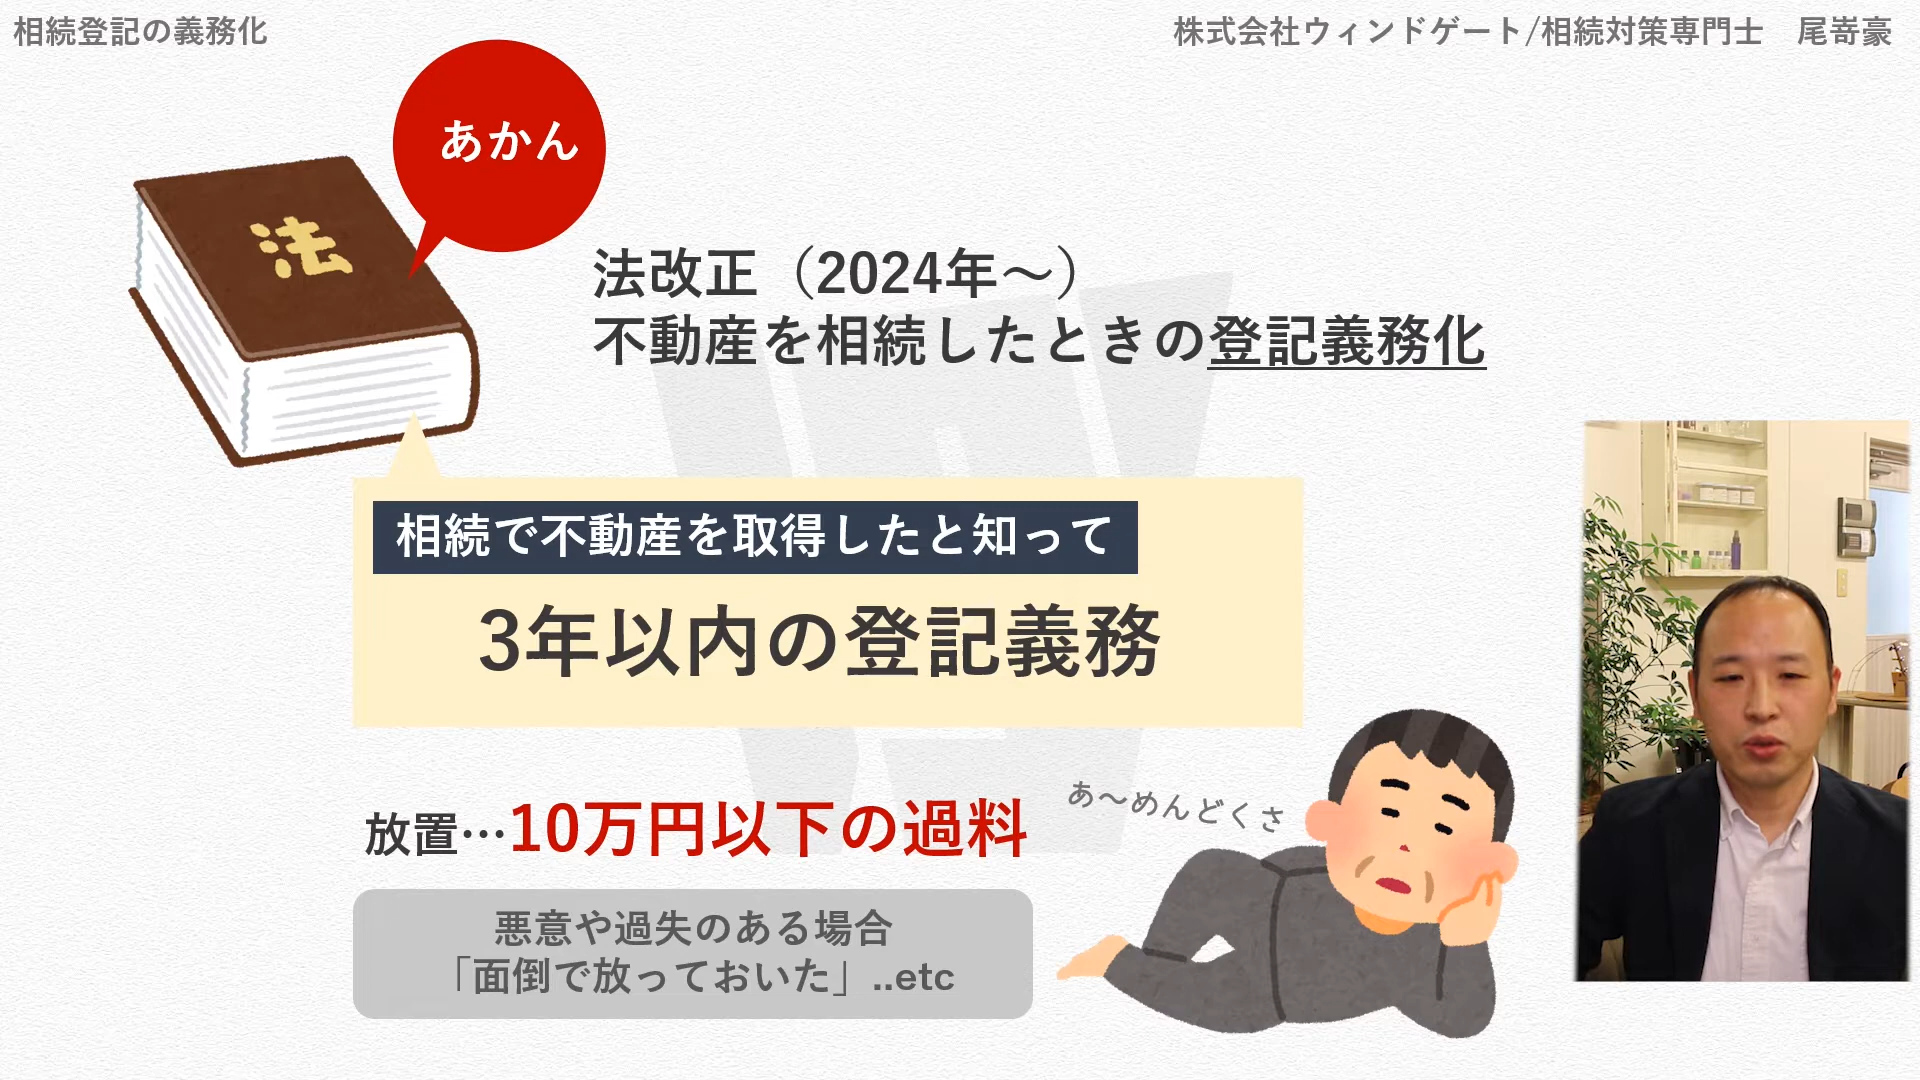 相続登記の義務化
株式会社ウィンドゲート/相続対策専門士　尾嵜豪
あかん
法
法改正（2024年～）
不動産を相続したときの登記義務化
相続で不動産を取得したと知って
3年以内の登記義務
放置…10万円以下の過料
あ～めんどくさ
悪意や過失のある場合
「面倒で放っておいた」..etc